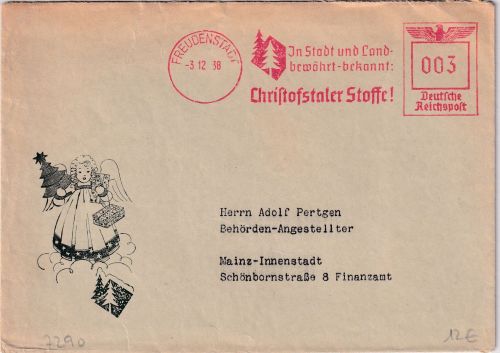 FREUDENSTADT
-3 12 38
In Stadt und Land-
bewährt-bekannt:
Christofstaler Stoffe!
003
Deutsche
Reichspost
Herrn Adolf Pertgen
Behörden-Angestellter
Mainz-Innenstadt
Schönbornstraße 8 Finanzamt
7290
12€